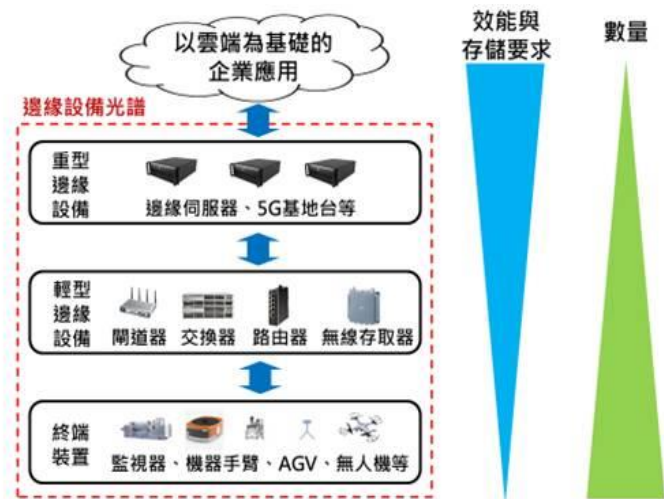 以雲端為基礎的
企業應用
效能與
存儲要求
數量
邊緣設備光譜
重型
邊緣
設備
邊緣伺服器、5G基地台等
輕型
邊緣
設備
閘道器
交換器
路由器
無線存取器
終端
裝置
監視器、機器手臂、AGV、無人機等